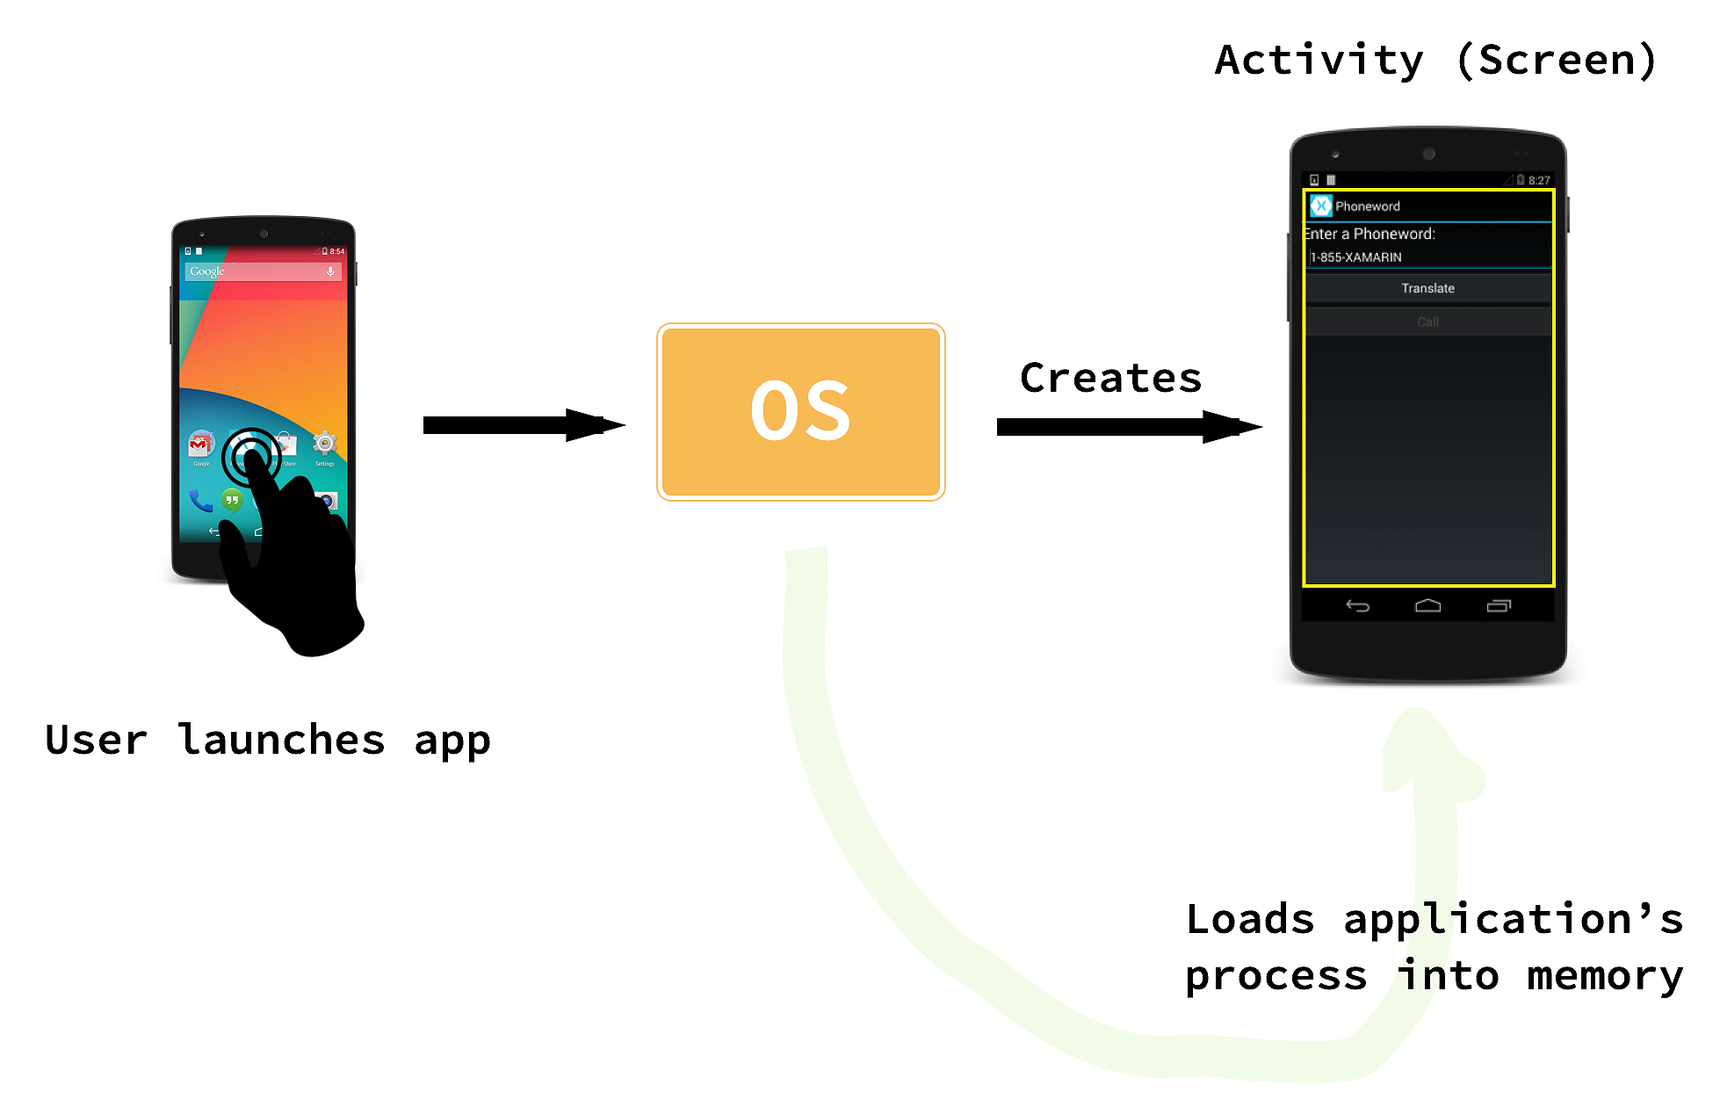 Activity (Screen)
8:27
Phoneword
Enter a Phoneword:
1-855-XAMARIN
Translate
Call
8:54
Google
Google
Settings
User launches app
OS
Creates
Loads application’s
process into memory